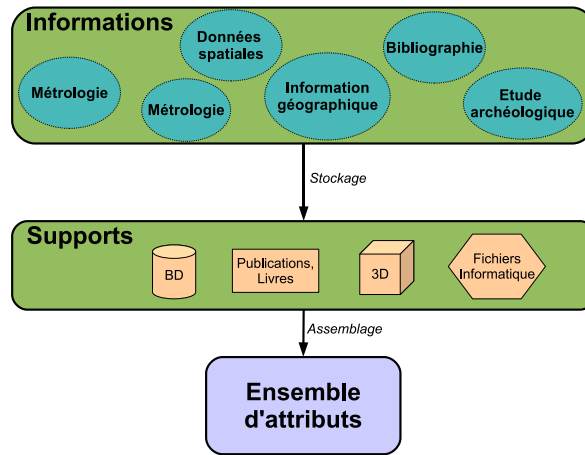 Informations
Données
spatiales
Bibliographie
Métrologie
Métrologie
Information
géographique
Etude
archéologique
Stockage
Supports
BD
Publications,
Livres
3D
Fichiers
Informatique
Assemblage
Ensemble
d'attributs